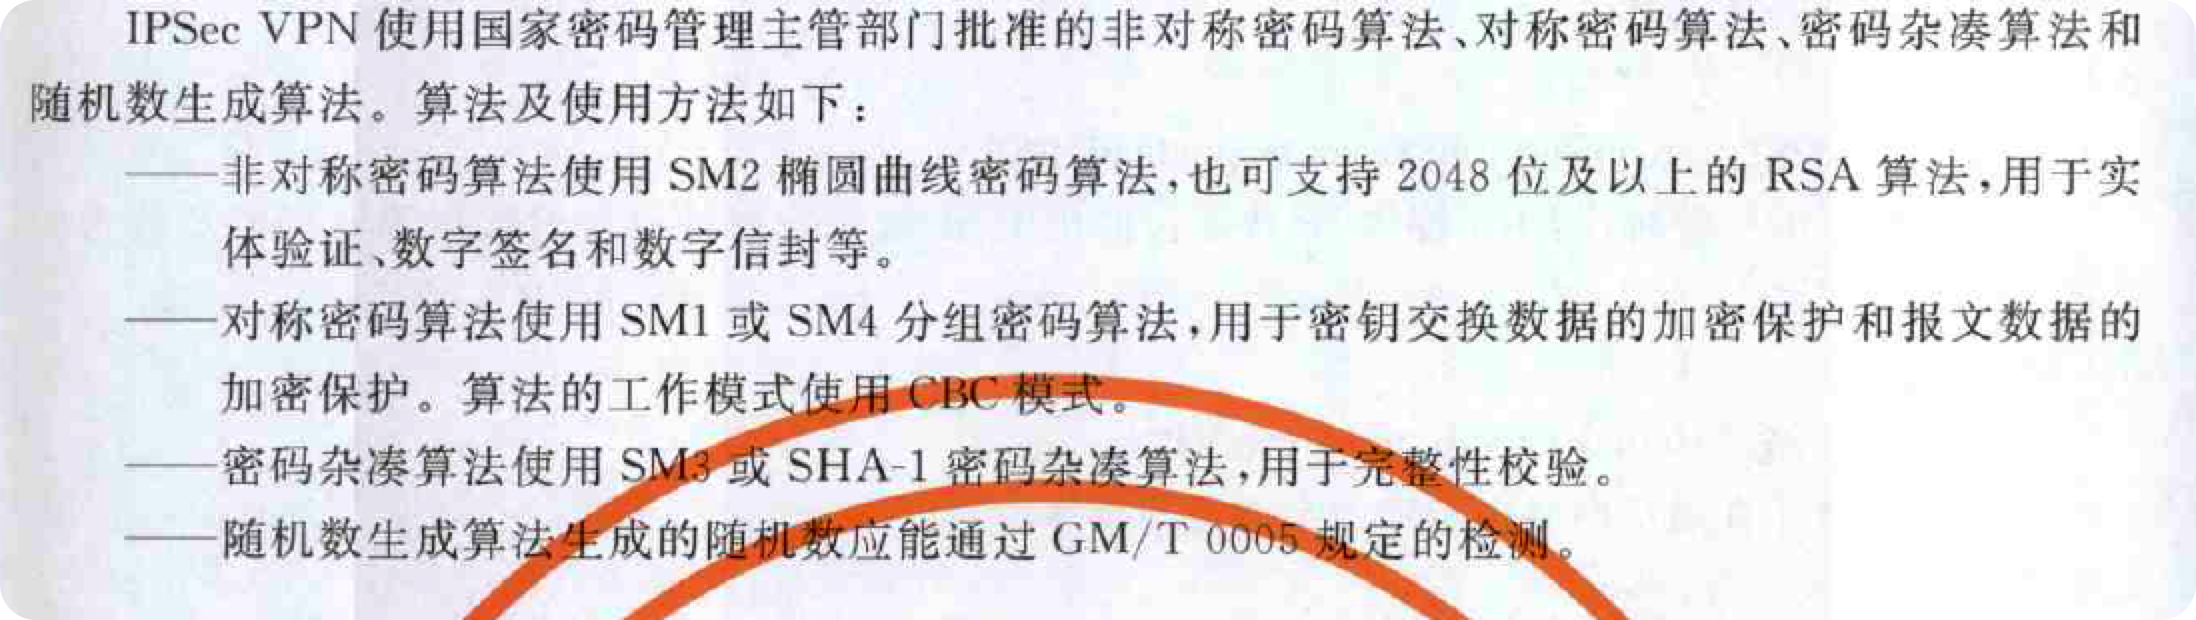 IPSec VPN 使用国家密码管理主管部门批准的非对称密码算法、对称密码算法、密码杂凑算法和
随机数生成算法。算法及使用方法如下：
——非对称密码算法使用 SM2 椭圆曲线密码算法,也可支持 2048 位及以上的 RSA 算法,用于实
体验证、数字签名和数字信封等。
——对称密码算法使用 SM1 或 SM4 分组密码算法,用于密钥交换数据的加密保护和报文数据的
加密保护。算法的工作模式使用 CBC 模式。
——密码杂凑算法使用 SM3 或 SHA-1 密码杂凑算法,用于完整性校验。
——随机数生成算法生成的随机数应能通过 GM/T 0005 规定的检测。